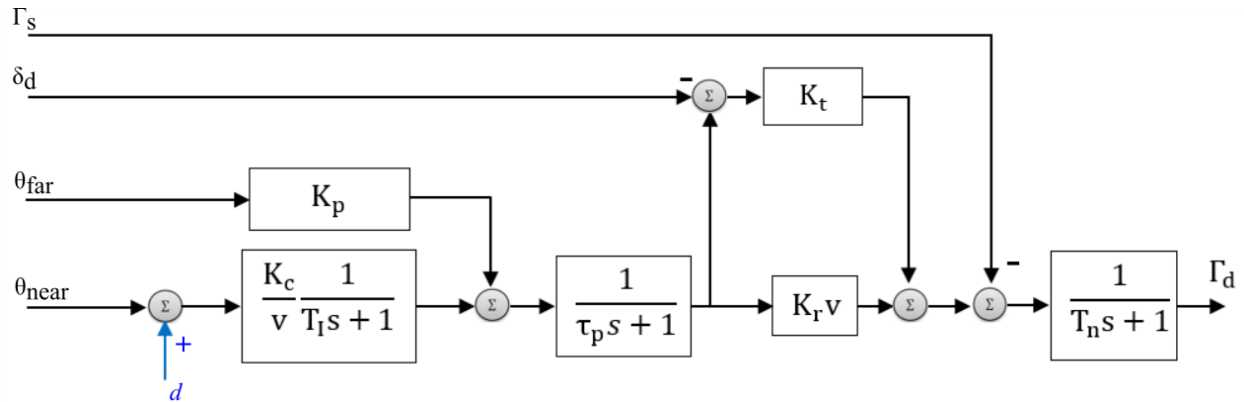 Γs
δd
-
Σ
Kt
θfar
Kp
θnear
Σ
Kc/v 1/(TIs + 1)
Σ
1/(τps + 1)
Krv
Σ
Σ
-
1/(Tns + 1)
Γd
+
d